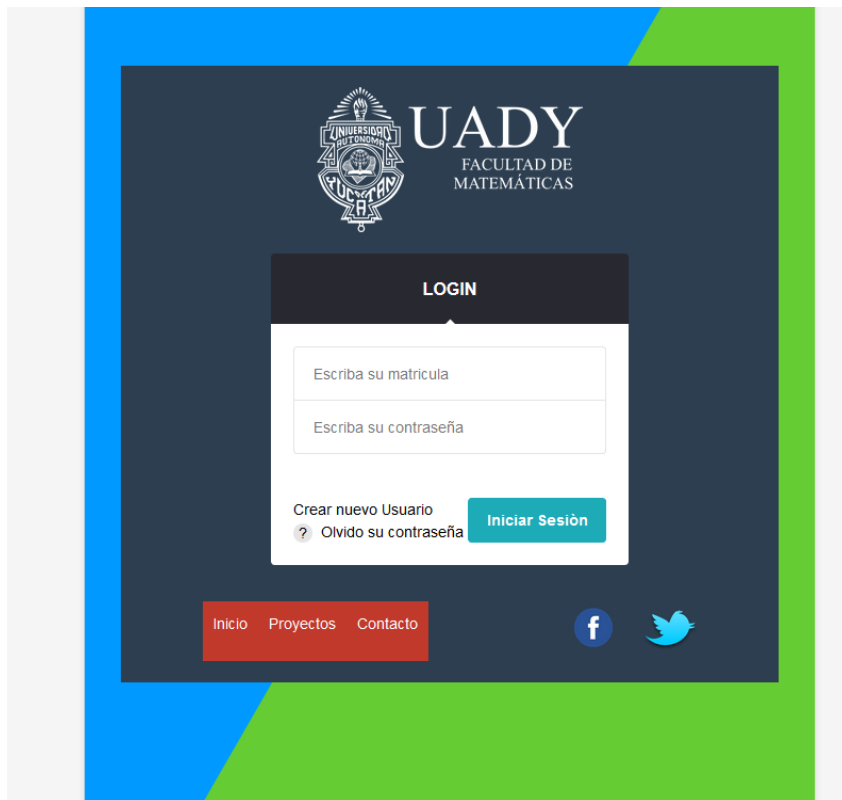 UNIVERSIDAD
AUTONOMA
YUCATAN
UADY
FACULTAD DE
MATEMÁTICAS
LOGIN
Escriba su matricula
Escriba su contraseña
Crear nuevo Usuario
? Olvido su contraseña
Iniciar Sesiòn
Inicio Proyectos Contacto
f